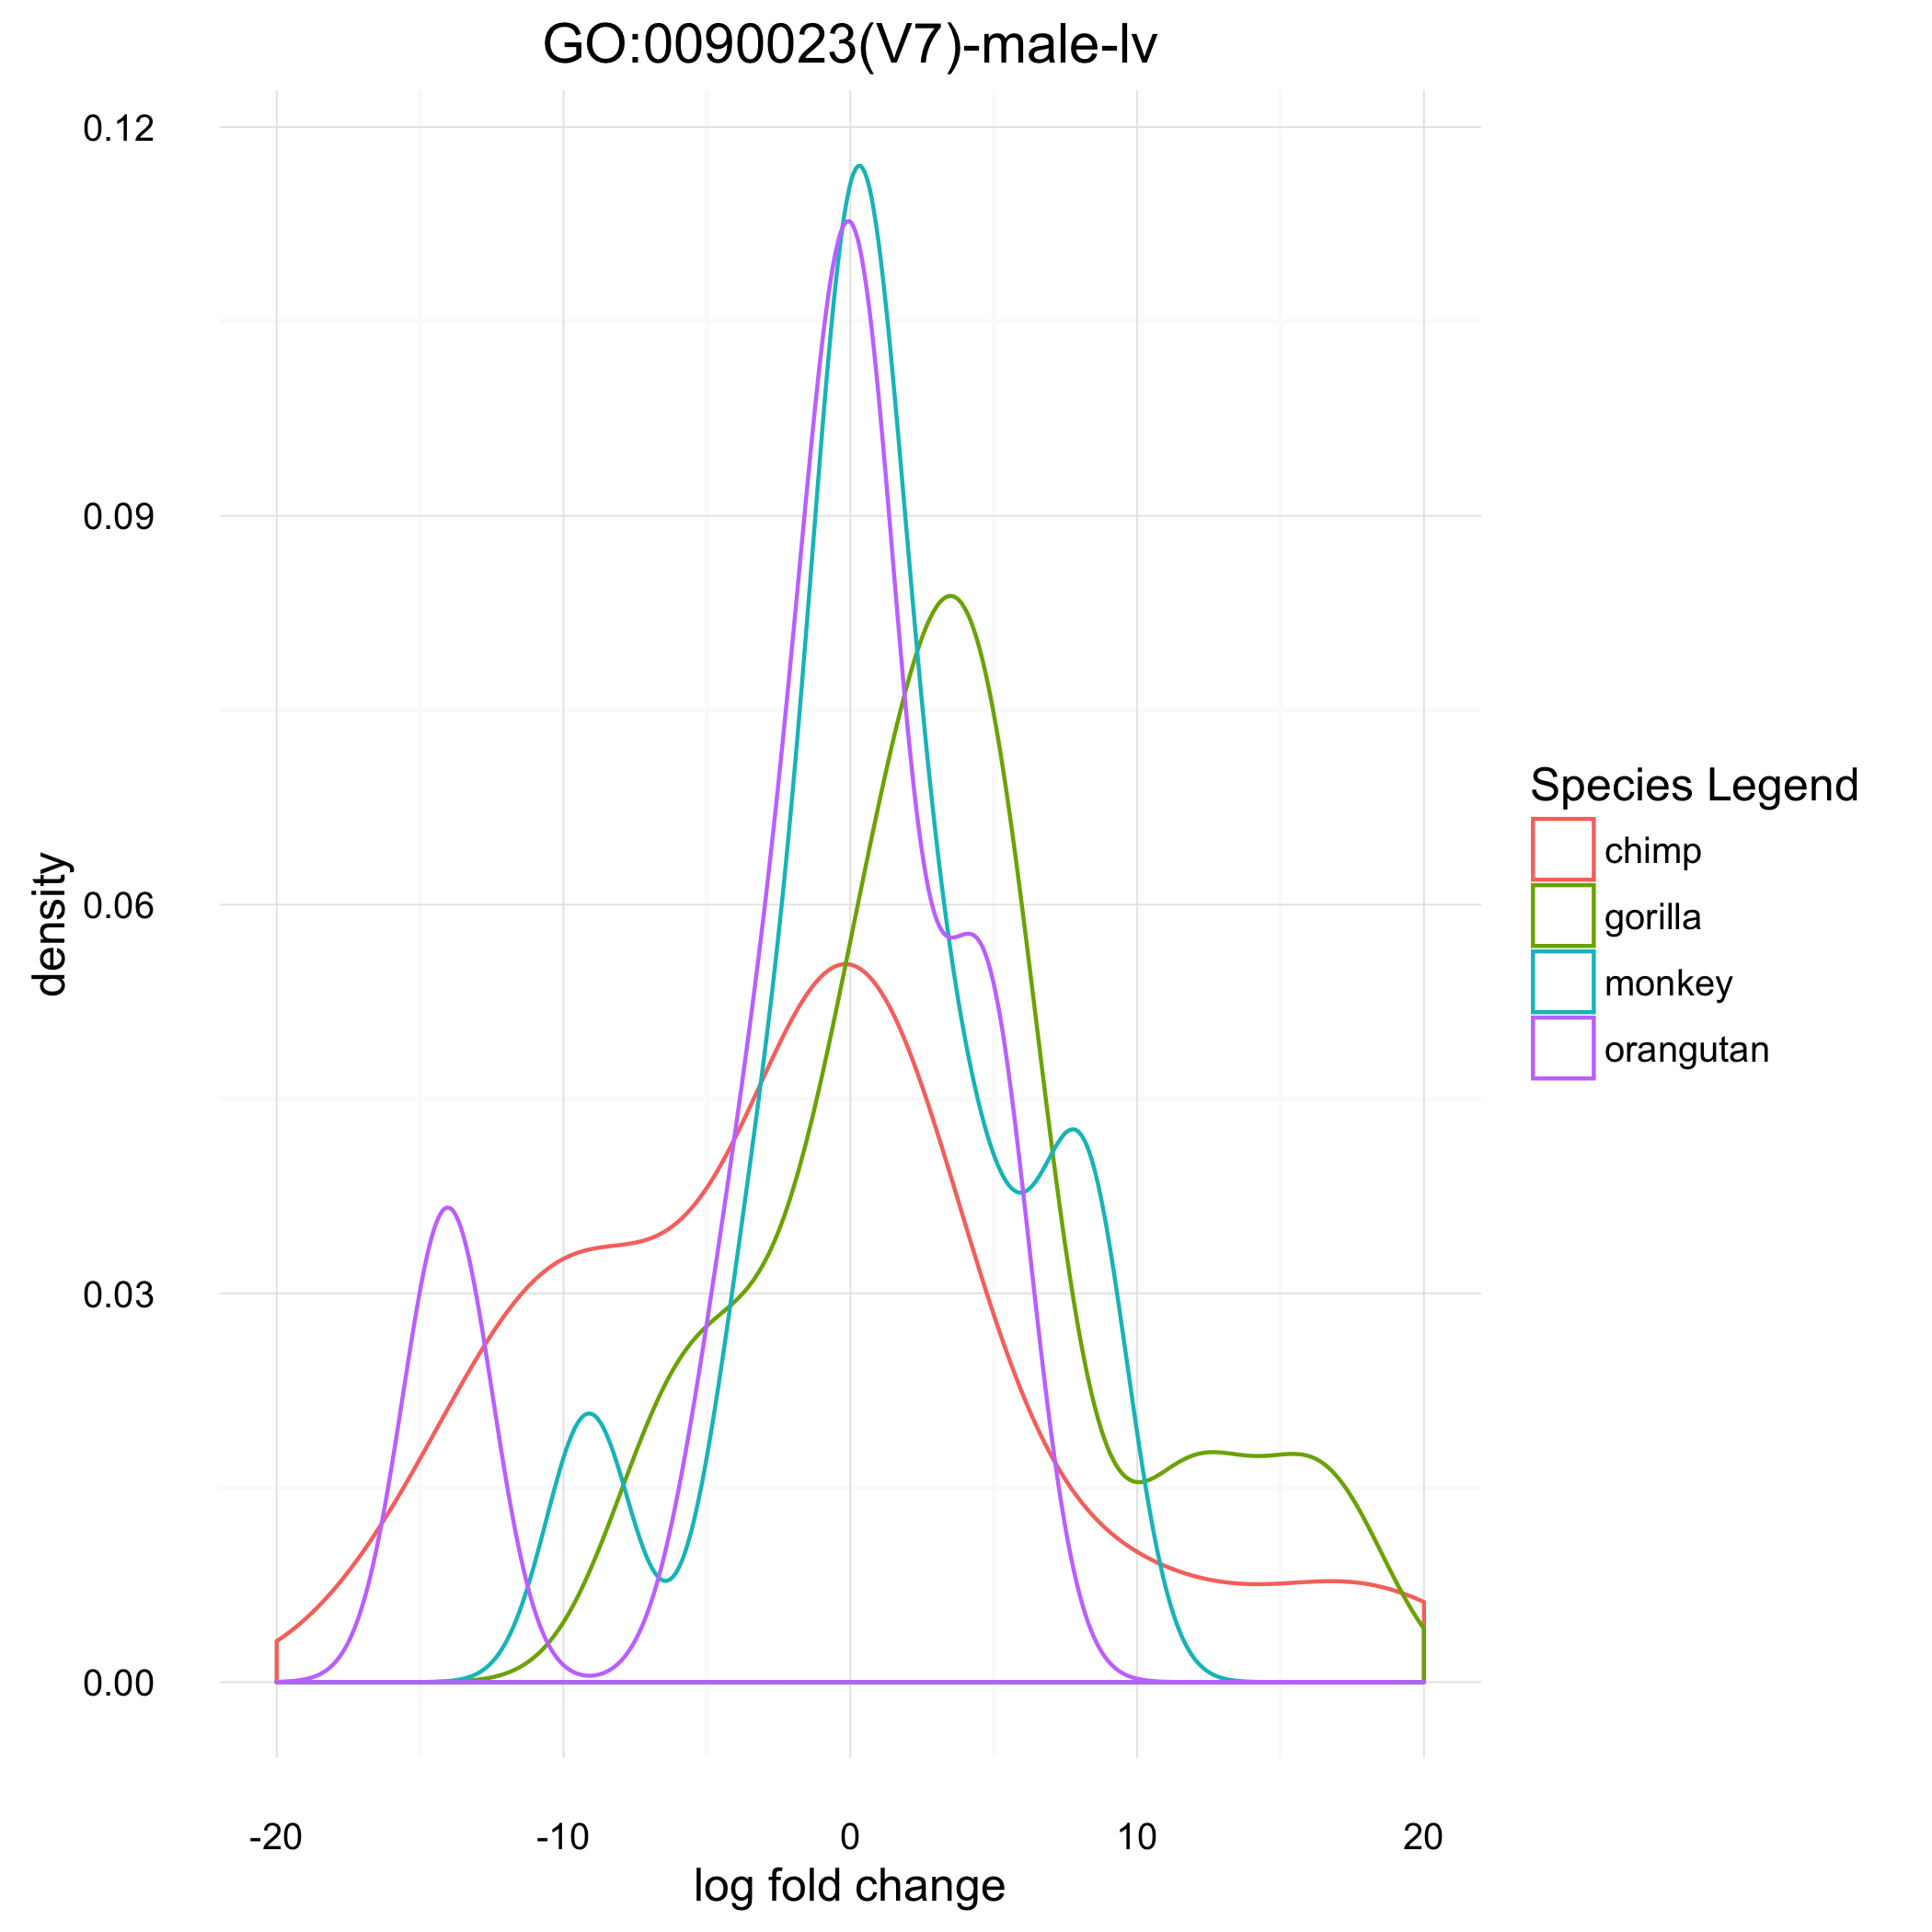 GO:0090023(V7)-male-lv
0.12
0.09
0.06
0.03
0.00
density
-20 -10 0 10 20
log fold change
Species Legend
chimp
gorilla
monkey
orangutan